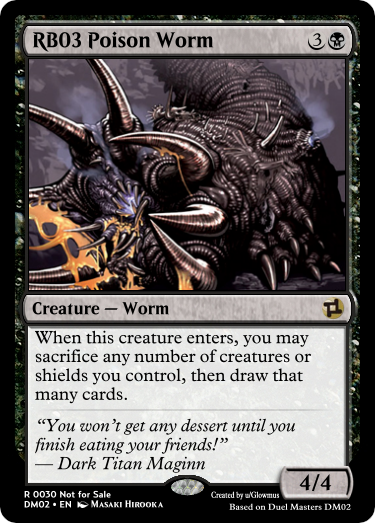 RB03 Poison Worm 3
Creature — Worm
When this creature enters, you may
sacrifice any number of creatures or
shields you control, then draw that
many cards.
“You won't get any dessert until you
finish eating your friends!”
— Dark Titan Maginn
4/4
R 0030 Not for Sale
DM02 • EN Masaki Hirooka
Created by u/Glowmus
Based on Duel Masters DM02